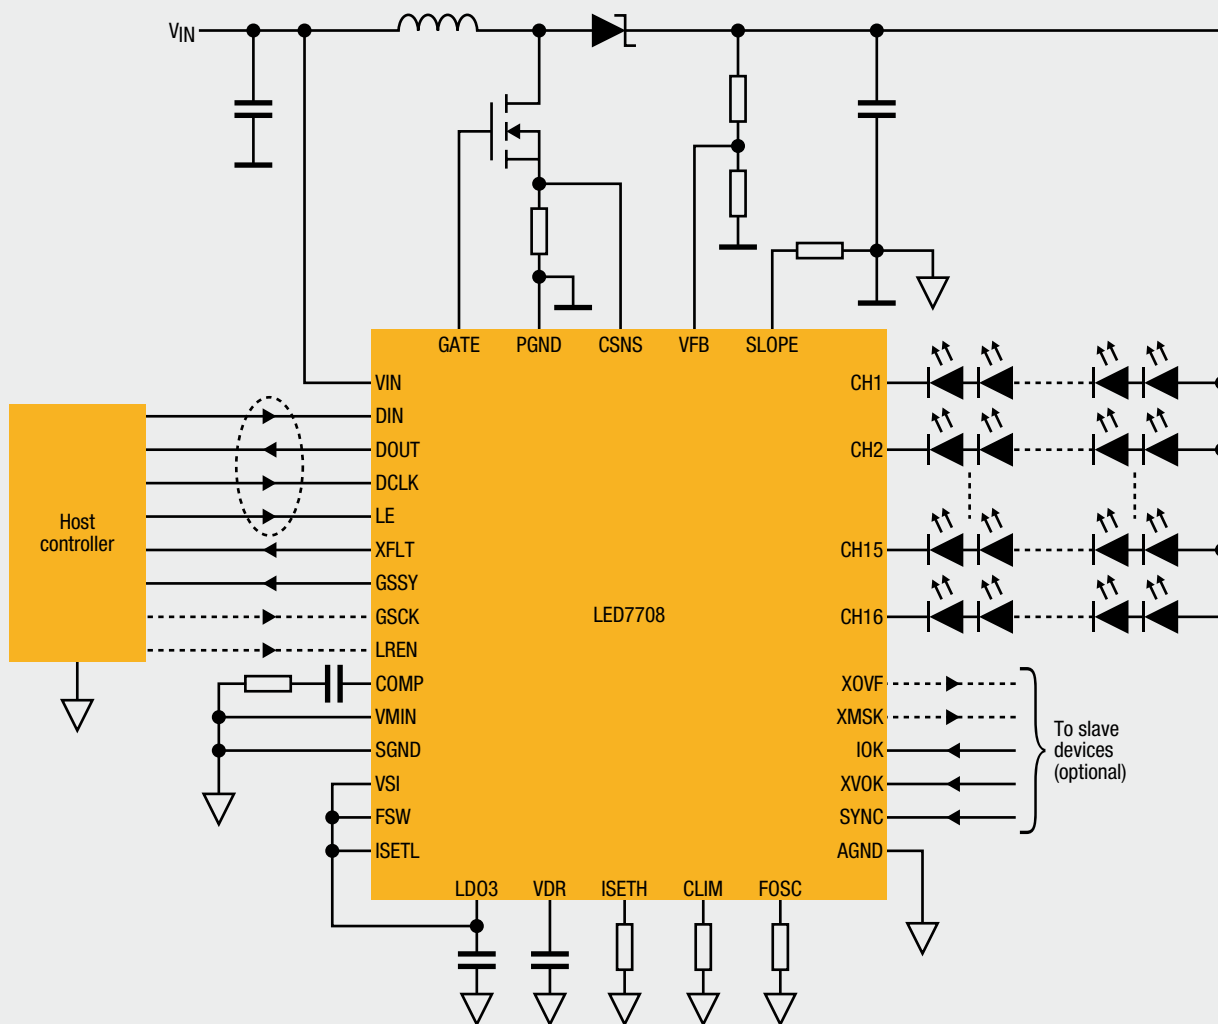 VIN
GATE
PGND
CSNS
VFB
SLOPE
VIN
DIN
DOUT
DCLK
LE
XFLT
GSSY
GSCK
LREN
COMP
VMIN
SGND
VSI
FSW
ISETL
Host
controller
LED7708
CH1
CH2
CH15
CH16
XOVF
XMSK
IOK
XVOK
SYNC
AGND
To slave
devices
(optional)
LDO3
VDR
ISETH
CLIM
FOSC